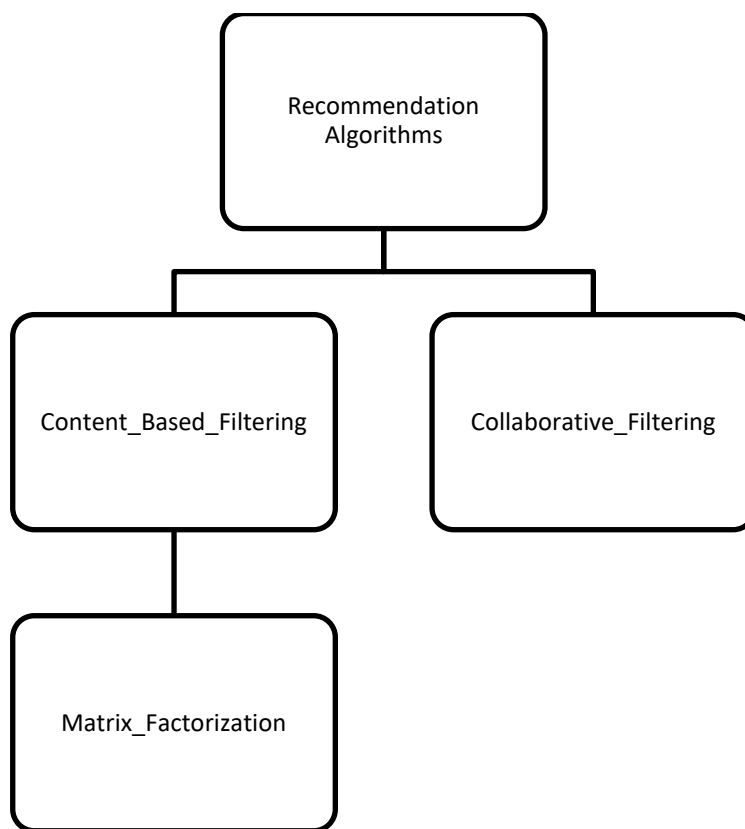 Recommendation
Algorithms
Content_Based_Filtering
Collaborative_Filtering
Matrix_Factorization